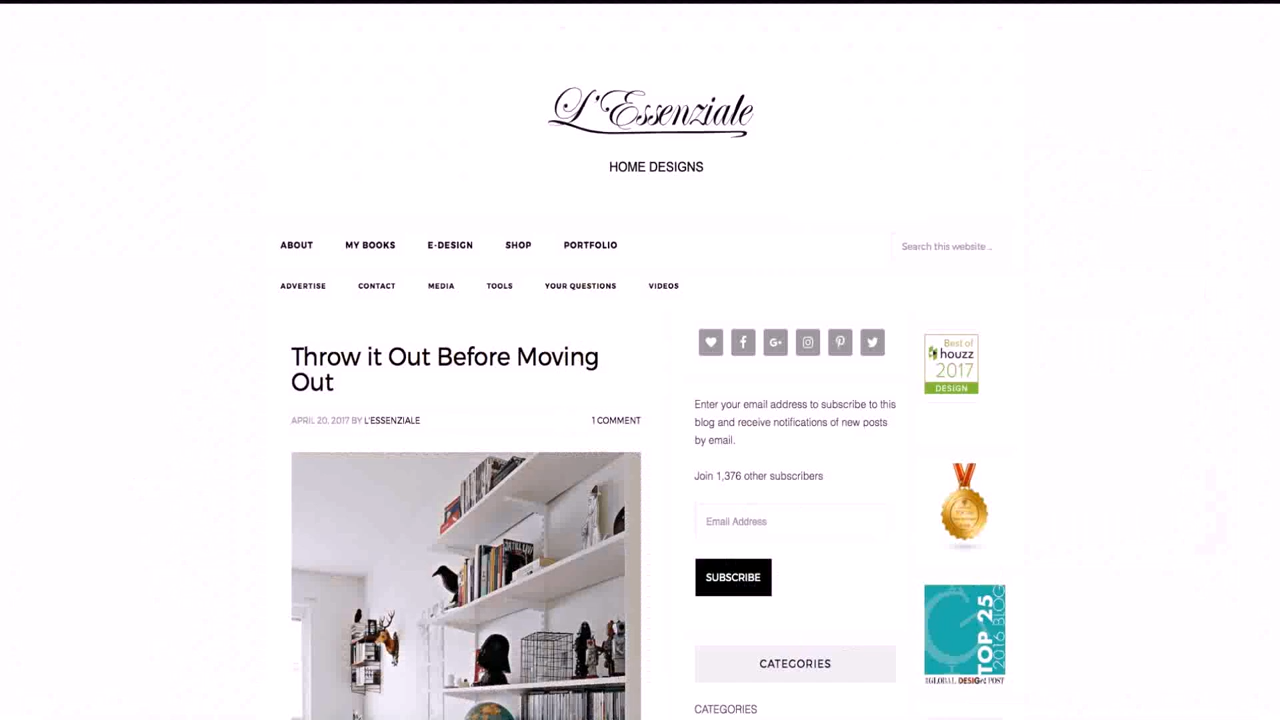 L'Essenziale
HOME DESIGNS
ABOUT MY BOOKS E-DESIGN SHOP PORTFOLIO
Search this website ..
ADVERTISE CONTACT MEDIA TOOLS YOUR QUESTIONS VIDEOS
Throw it Out Before Moving
Out
APRIL 20, 2017 BY L'ESSENZIALE
1 COMMENT
Enter your email address to subscribe to this
blog and receive notifications of new posts
by email.
Join 1,376 other subscribers
Email Address
SUBSCRIBE
CATEGORIES
CATEGORIES
Best of
houzz
2017
DESIGN
TOP 25
2016 BLOG
THE GLOBAL DESIGN POST